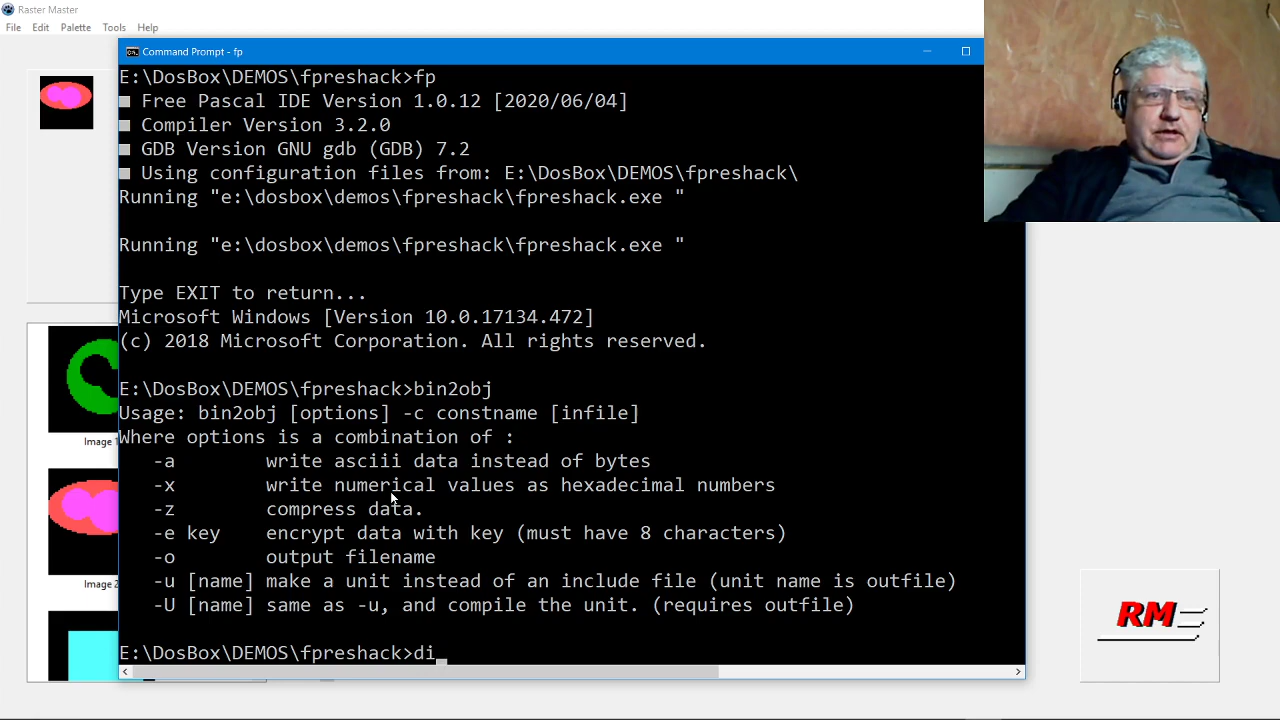 Raster Master
File Edit Palette Tools Help
Command Prompt - fp
E:\DosBox\DEMOS\fpreshack>fp
Free Pascal IDE Version 1.0.12 [2020/06/04]
Compiler Version 3.2.0
GDB Version GNU gdb (GDB) 7.2
Using configuration files from: E:\DosBox\DEMOS\fpreshack\
Running "e:\dosbox\demos\fpreshack\fpreshack.exe "
Running "e:\dosbox\demos\fpreshack\fpreshack.exe "
Type EXIT to return...
Microsoft Windows [Version 10.0.17134.472]
(c) 2018 Microsoft Corporation. All rights reserved.
E:\DosBox\DEMOS\fpreshack>bin2obj
Usage: bin2obj [options] -c constname [infile]
Where options is a combination of :
-a write asciii data instead of bytes
-x write numerical values as hexadecimal numbers
-z compress data.
-e key encrypt data with key (must have 8 characters)
-o output filename
-u [name] make a unit instead of an include file (unit name is outfile)
-U [name] same as -u, and compile the unit. (requires outfile)
E:\DosBox\DEMOS\fpreshack>di
Image 1
Image 2
RM